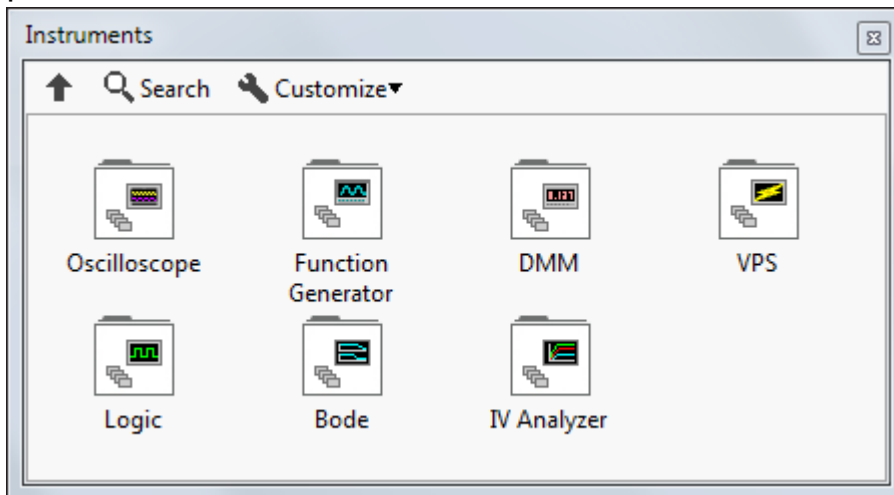 Instruments
Search Customize
Oscilloscope Function Generator DMM VPS
Logic Bode IV Analyzer